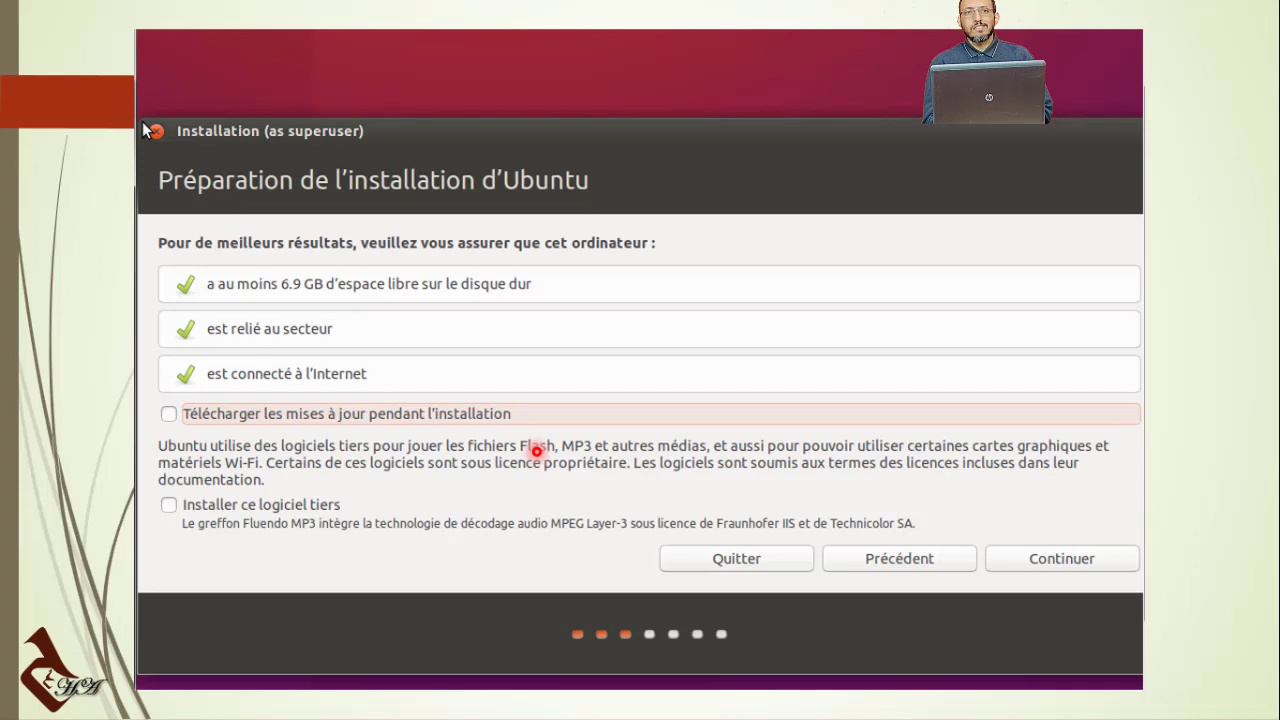 Installation (as superuser)
Préparation de l’installation d’Ubuntu
Pour de meilleurs résultats, veuillez vous assurer que cet ordinateur :
a au moins 6.9 GB d’espace libre sur le disque dur
est relié au secteur
est connecté à l’Internet
Télécharger les mises à jour pendant l’installation
Ubuntu utilise des logiciels tiers pour jouer les fichiers Flash, MP3 et autres médias, et aussi pour pouvoir utiliser certaines cartes graphiques et
matériels Wi-Fi. Certains de ces logiciels sont sous licence propriétaire. Les logiciels sont soumis aux termes des licences incluses dans leur
documentation.
Installer ce logiciel tiers
Le greffon Fluendo MP3 intègre la technologie de décodage audio MPEG Layer-3 sous licence de Fraunhofer IIS et de Technicolor SA.
Quitter
Précédent
Continuer
hp